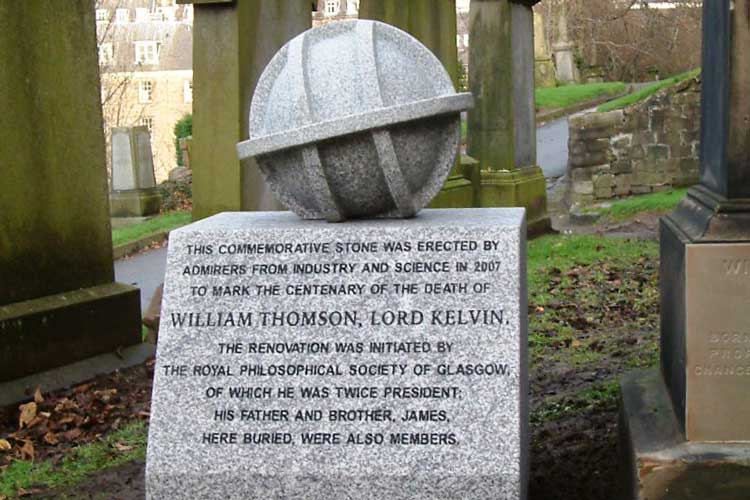 THIS COMMEMORATIVE STONE WAS ERECTED BY
ADMIRERS FROM INDUSTRY AND SCIENCE IN 2007
TO MARK THE CENTENARY OF THE DEATH OF
WILLIAM THOMSON, LORD KELVIN.
THE RENOVATION WAS INITIATED BY
THE ROYAL PHILOSOPHICAL SOCIETY OF GLASGOW,
OF WHICH HE WAS TWICE PRESIDENT;
HIS FATHER AND BROTHER, JAMES,
HERE BURIED, WERE ALSO MEMBERS.